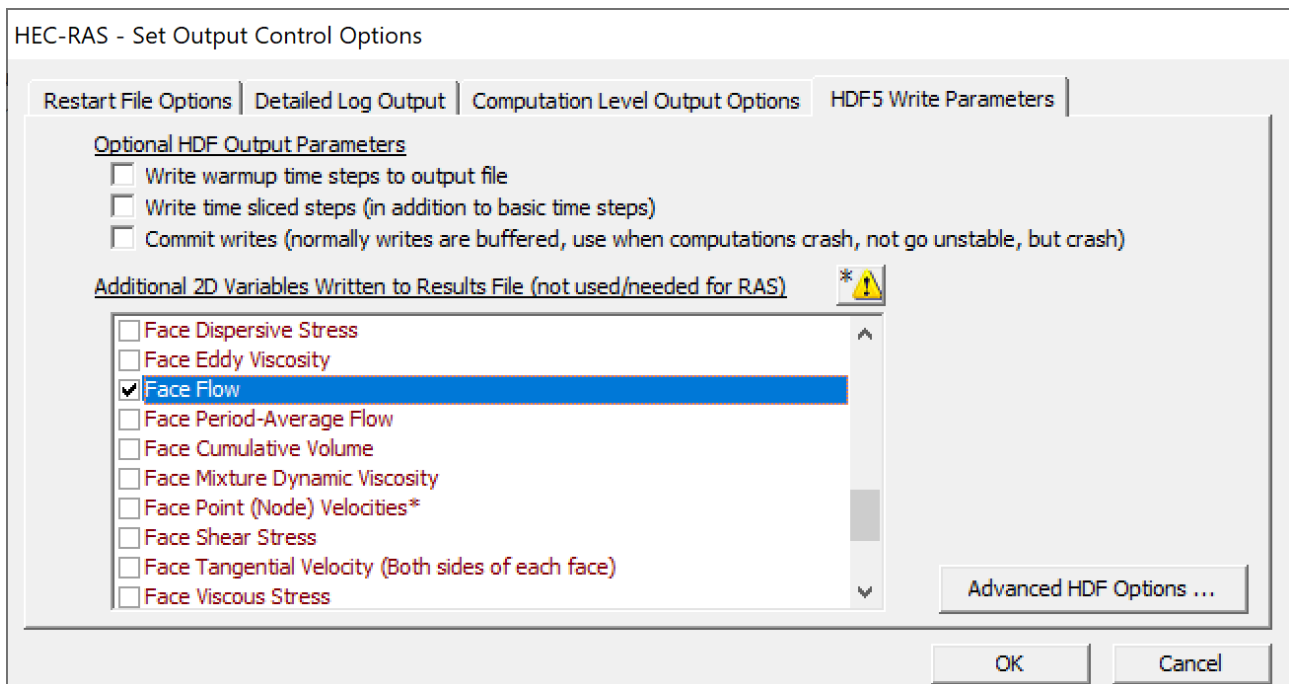 HEC-RAS - Set Output Control Options
Restart File Options Detailed Log Output Computation Level Output Options HDF5 Write Parameters
Optional HDF Output Parameters
Write warmup time steps to output file
Write time sliced steps (in addition to basic time steps)
Commit writes (normally writes are buffered, use when computations crash, not go unstable, but crash)
Additional 2D Variables Written to Results File (not used/needed for RAS) *
Face Dispersive Stress
Face Eddy Viscosity
Face Flow
Face Period-Average Flow
Face Cumulative Volume
Face Mixture Dynamic Viscosity
Face Point (Node) Velocities*
Face Shear Stress
Face Tangential Velocity (Both sides of each face)
Face Viscous Stress
Advanced HDF Options ...
OK Cancel